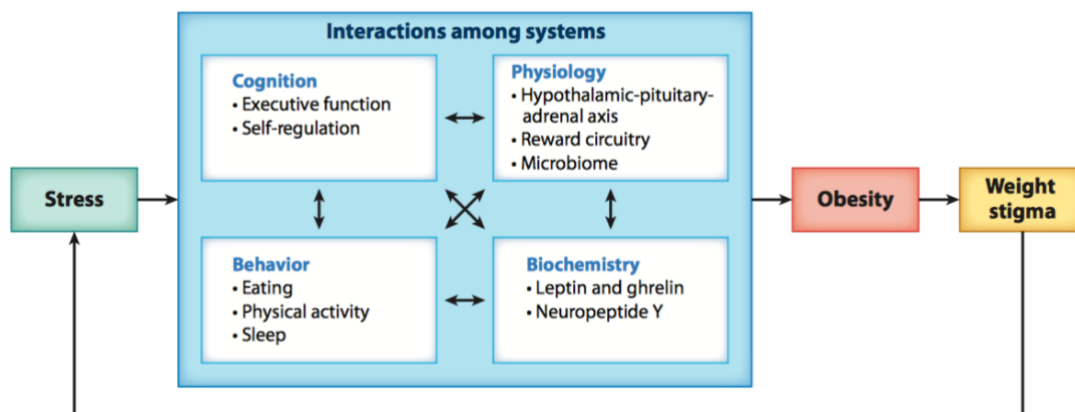 Interactions among systems
Cognition
• Executive function
• Self-regulation
Physiology
• Hypothalamic-pituitary-
adrenal axis
• Reward circuitry
• Microbiome
Stress
Obesity
Weight
stigma
Behavior
• Eating
• Physical activity
• Sleep
Biochemistry
• Leptin and ghrelin
• Neuropeptide Y